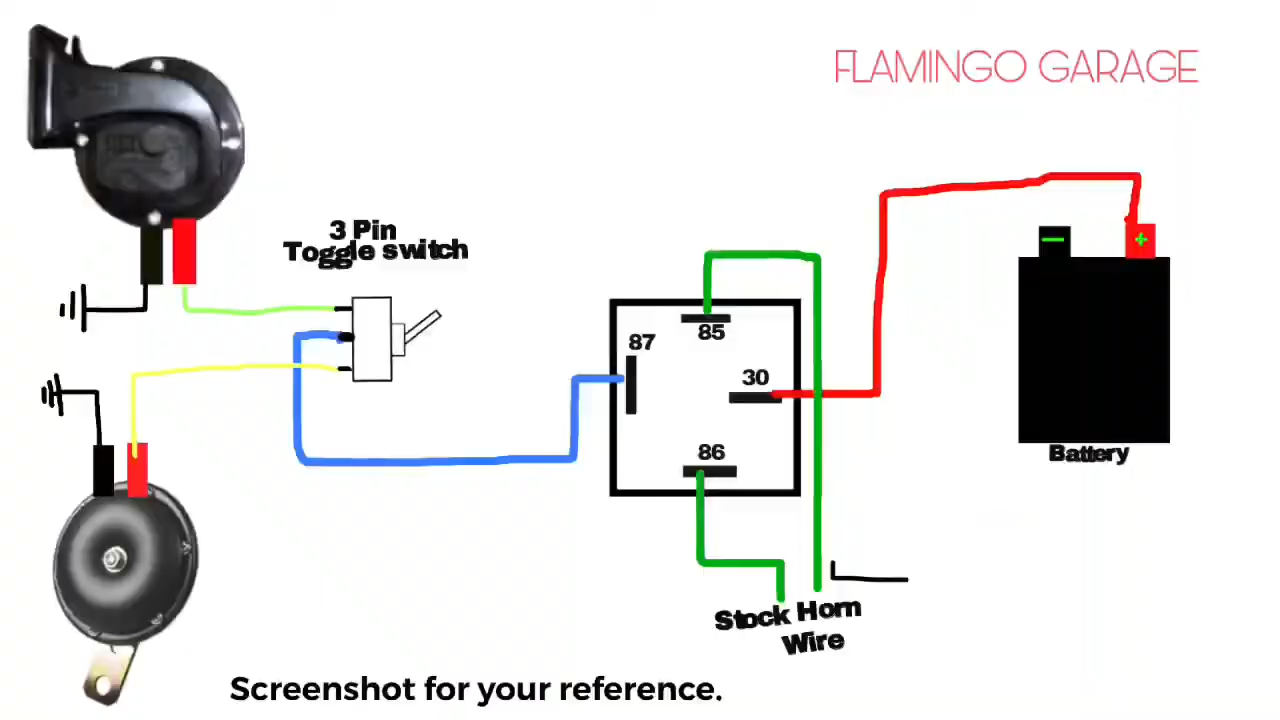 FLAMINGO GARAGE
3 Pin
Toggle switch
85
87
30
86
+
−
Battery
Stock Horn
Wire
Screenshot for your reference.